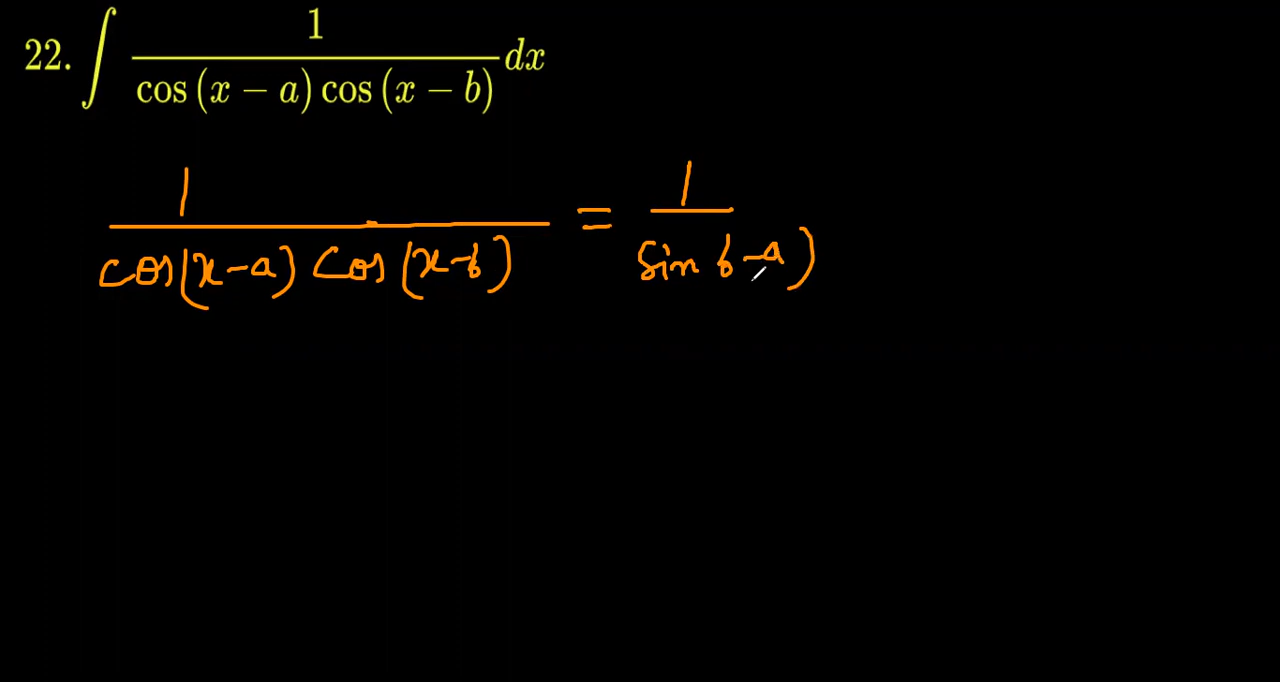 22. ∫ 1/(cos (x − a) cos (x − b)) dx
1/(cos(x-a) cos(x-b)) = 1/(sin b-a)